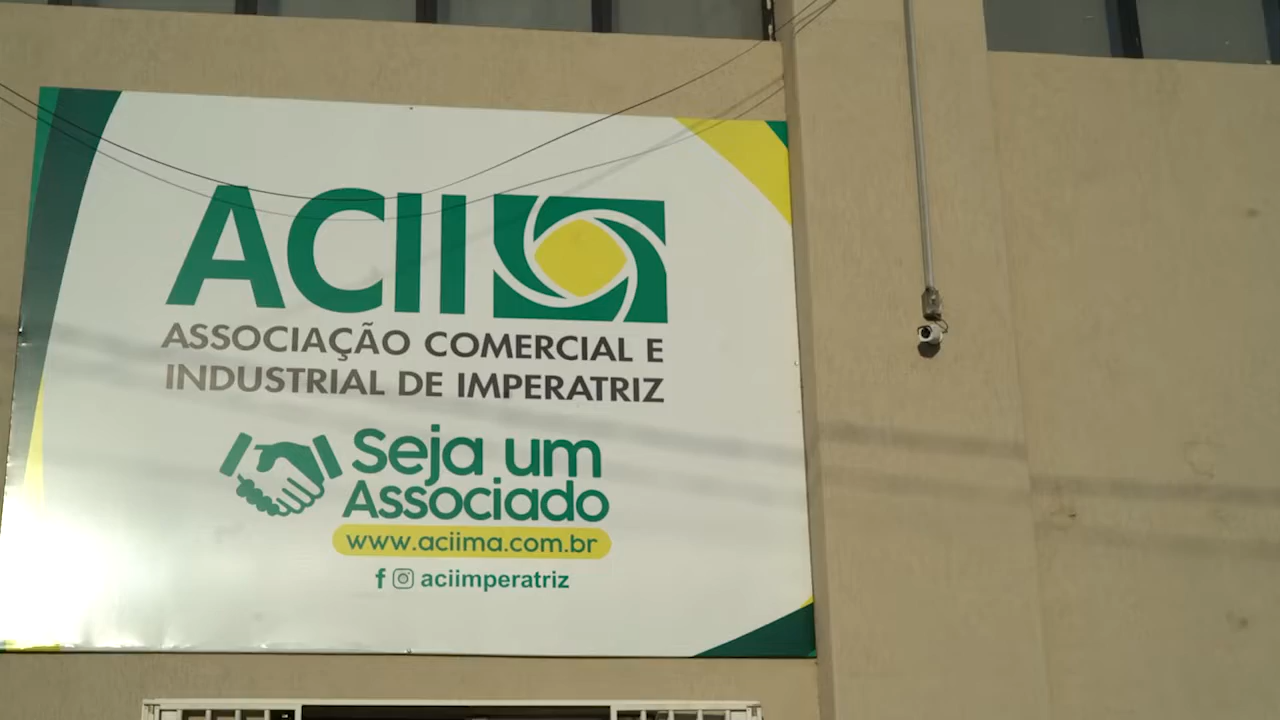 ACII
ASSOCIAÇÃO COMERCIAL E
INDUSTRIAL DE IMPERATRIZ
Seja um
Associado
www.aciima.com.br
f aciimperatriz